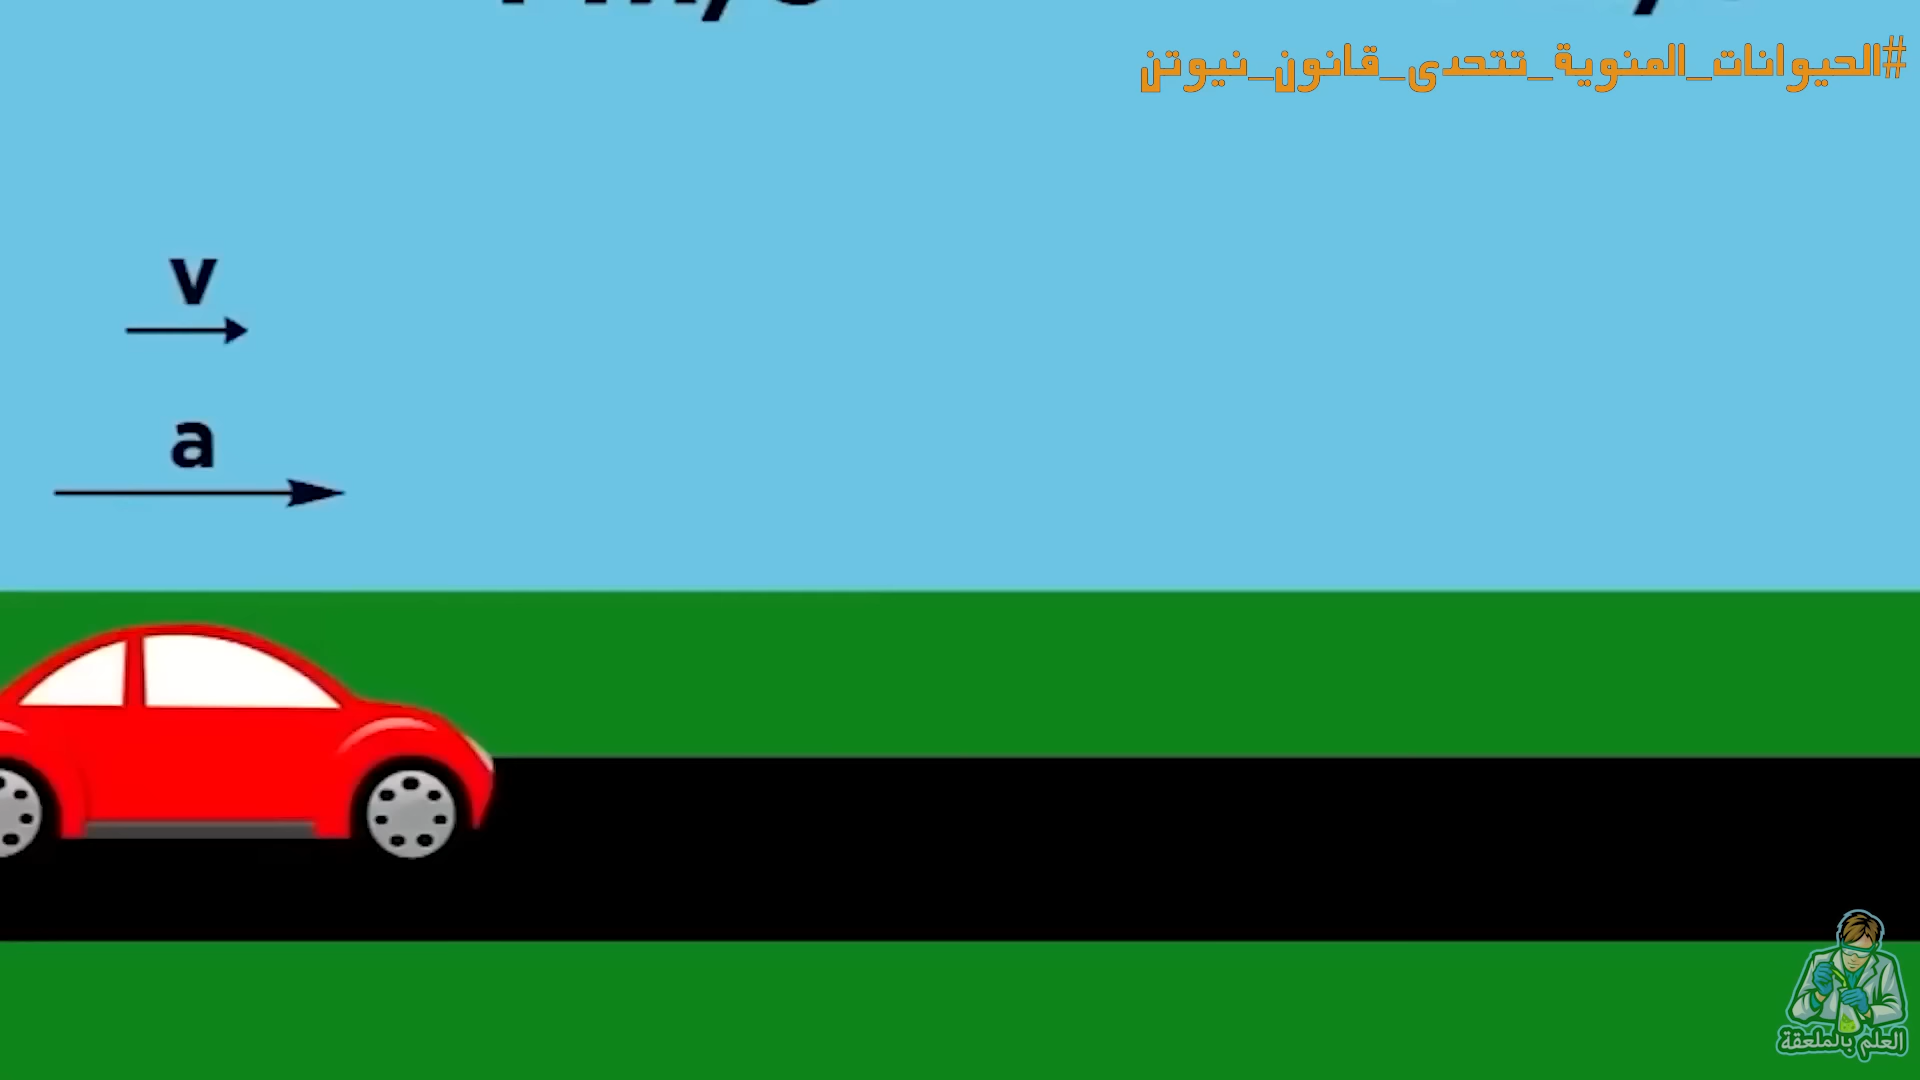 #الحيوانات_المنوية_تتحدى_قانون_نيوتن
v
a
العلم بالملعقة